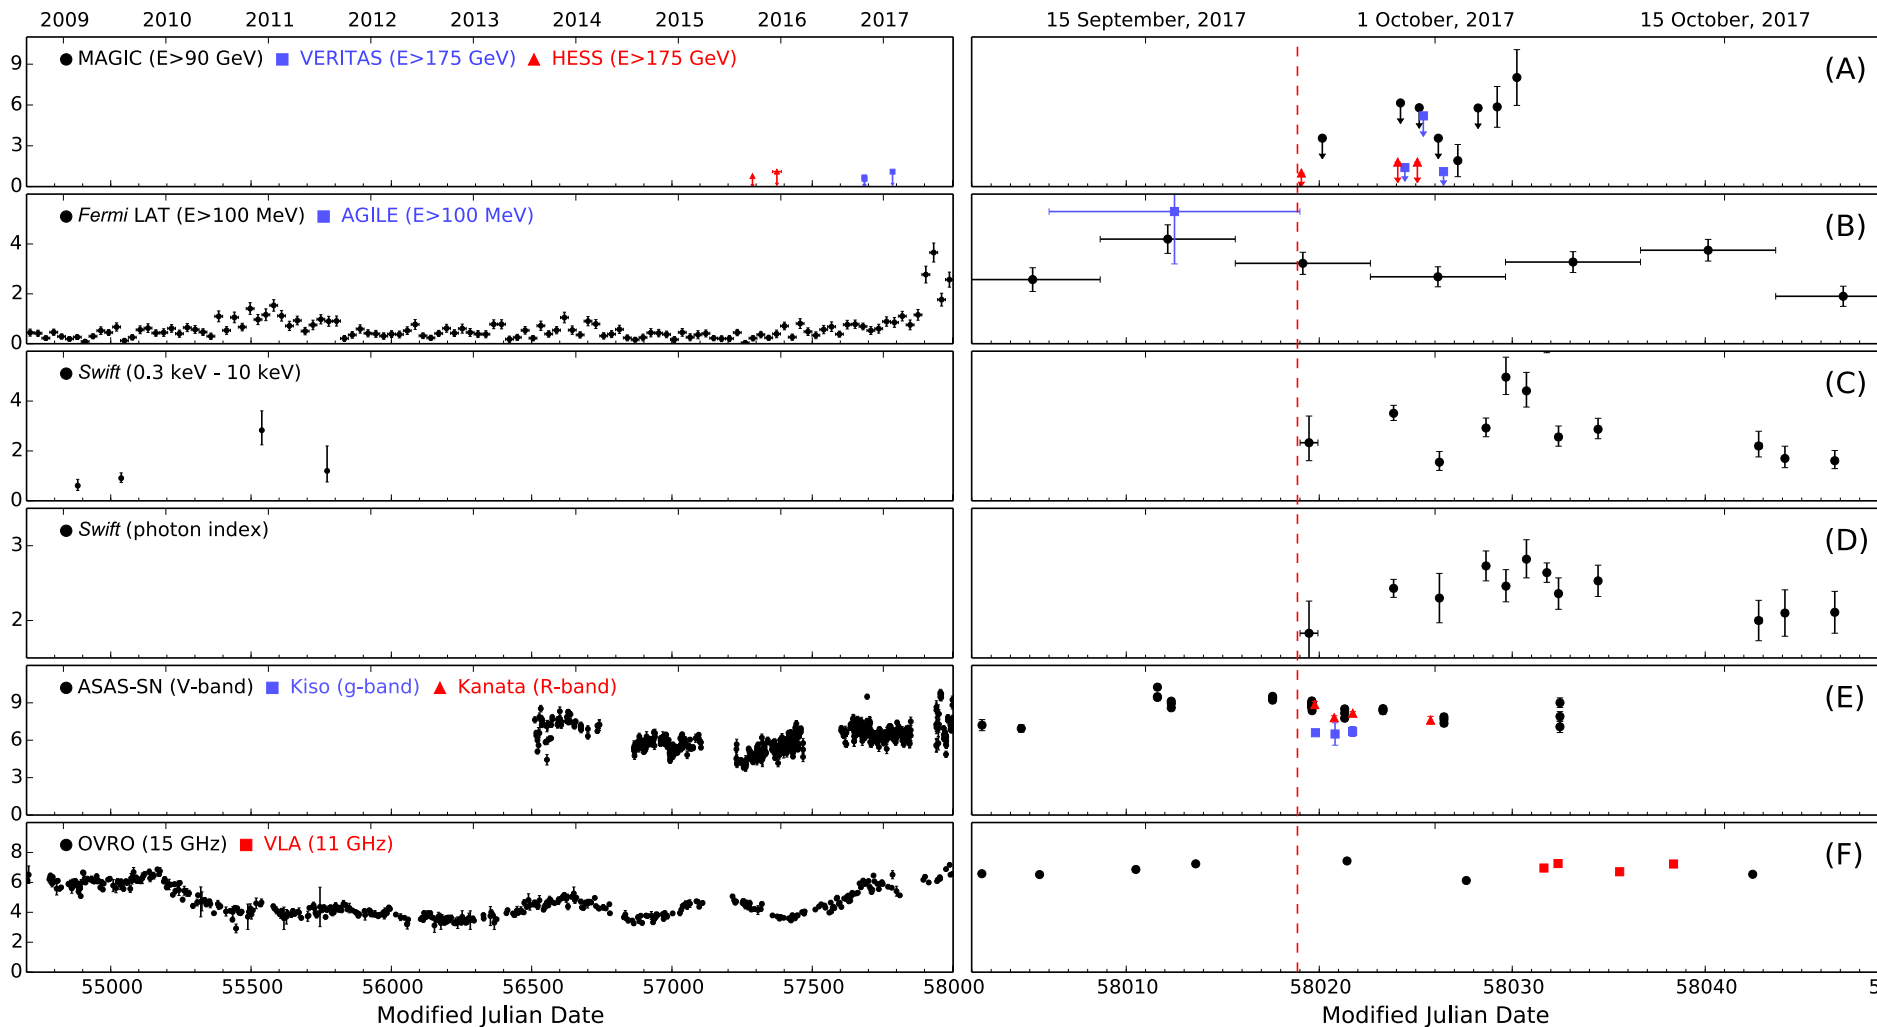 2009 2010 2011 2012 2013 2014 2015 2016 2017 15 September, 2017 1 October, 2017 15 October, 2017
9 MAGIC (E>90 GeV) VERITAS (E>175 GeV) HESS (E>175 GeV) (A)
6
3
0
Fermi LAT (E>100 MeV) AGILE (E>100 MeV) (B)
4
2
0
Swift (0.3 keV - 10 keV) (C)
4
2
0
Swift (photon index) (D)
3
2
ASAS-SN (V-band) Kiso (g-band) Kanata (R-band) (E)
9
6
3
0
OVRO (15 GHz) VLA (11 GHz) (F)
8
6
4
2
0
55000 55500 56000 56500 57000 57500 58000 58010 58020 58030 58040 5
Modified Julian Date Modified Julian Date